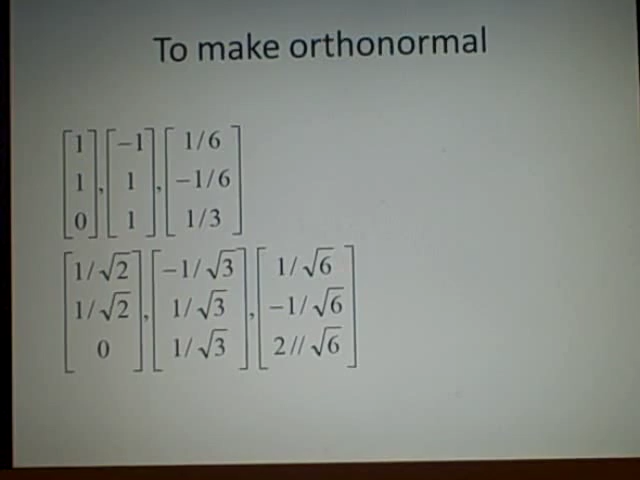 To make orthonormal
[1 1 0], [−1 1 1], [1/6 −1/6 1/3]
[1/√2 1/√2 0], [−1/√3 1/√3 1/√3], [1/√6 −1/√6 2//√6]